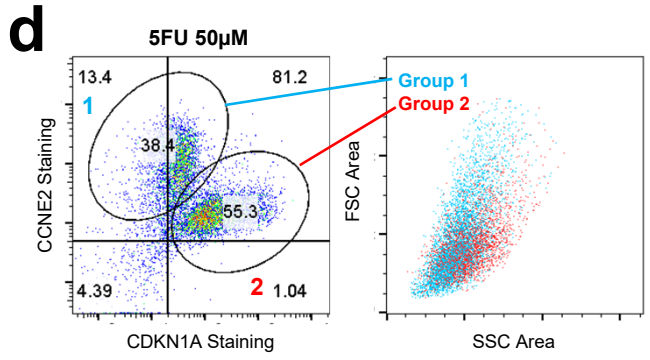 d
5FU 50µM
13.4
81.2
1
38.4
55.3
4.39
2
1.04
CCNE2 Staining
CDKN1A Staining
Group 1
Group 2
FSC Area
SSC Area